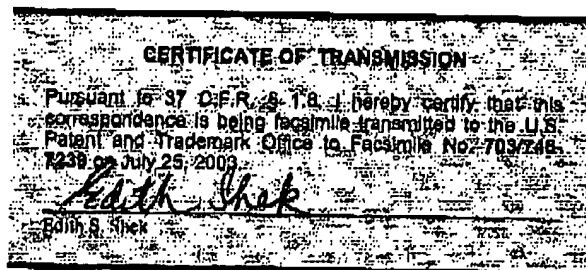 CERTIFICATE OF TRANSMISSION
Pursuant to 37 C.F.R. § 1.8 I hereby certify that this
correspondence is being facsimile transmitted to the U.S.
Patent and Trademark Office to Facsimile No. 703/746-
7239 on July 25, 2003.
Edith Shek
Edith S. Shek